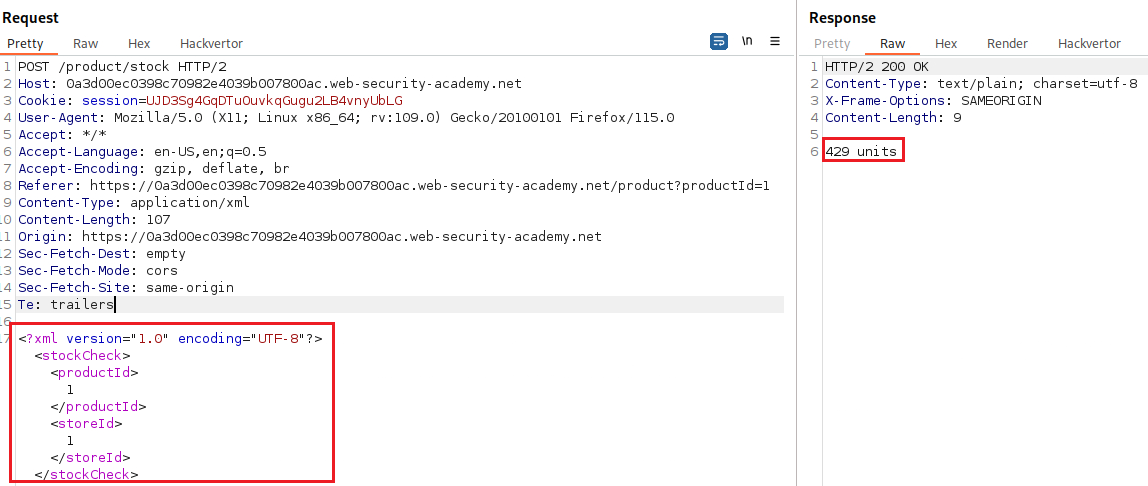 Request
Pretty Raw Hex Hackvertor \n
1 POST /product/stock HTTP/2
2 Host: 0a3d00ec0398c70982e4039b007800ac.web-security-academy.net
3 Cookie: session=UJD3Sg4GqDTuOuvkqGugu2LB4vnyUbLG
4 User-Agent: Mozilla/5.0 (X11; Linux x86_64; rv:109.0) Gecko/20100101 Firefox/115.0
5 Accept: */*
6 Accept-Language: en-US,en;q=0.5
7 Accept-Encoding: gzip, deflate, br
8 Referer: https://0a3d00ec0398c70982e4039b007800ac.web-security-academy.net/product?productId=1
9 Content-Type: application/xml
10 Content-Length: 107
11 Origin: https://0a3d00ec0398c70982e4039b007800ac.web-security-academy.net
12 Sec-Fetch-Dest: empty
13 Sec-Fetch-Mode: cors
14 Sec-Fetch-Site: same-origin
15 Te: trailers
16
17 <?xml version="1.0" encoding="UTF-8"?>
<stockCheck>
<productId>
1
</productId>
<storeId>
1
</storeId>
</stockCheck>
Response
Pretty Raw Hex Render Hackvertor
1 HTTP/2 200 OK
2 Content-Type: text/plain; charset=utf-8
3 X-Frame-Options: SAMEORIGIN
4 Content-Length: 9
5
6 429 units